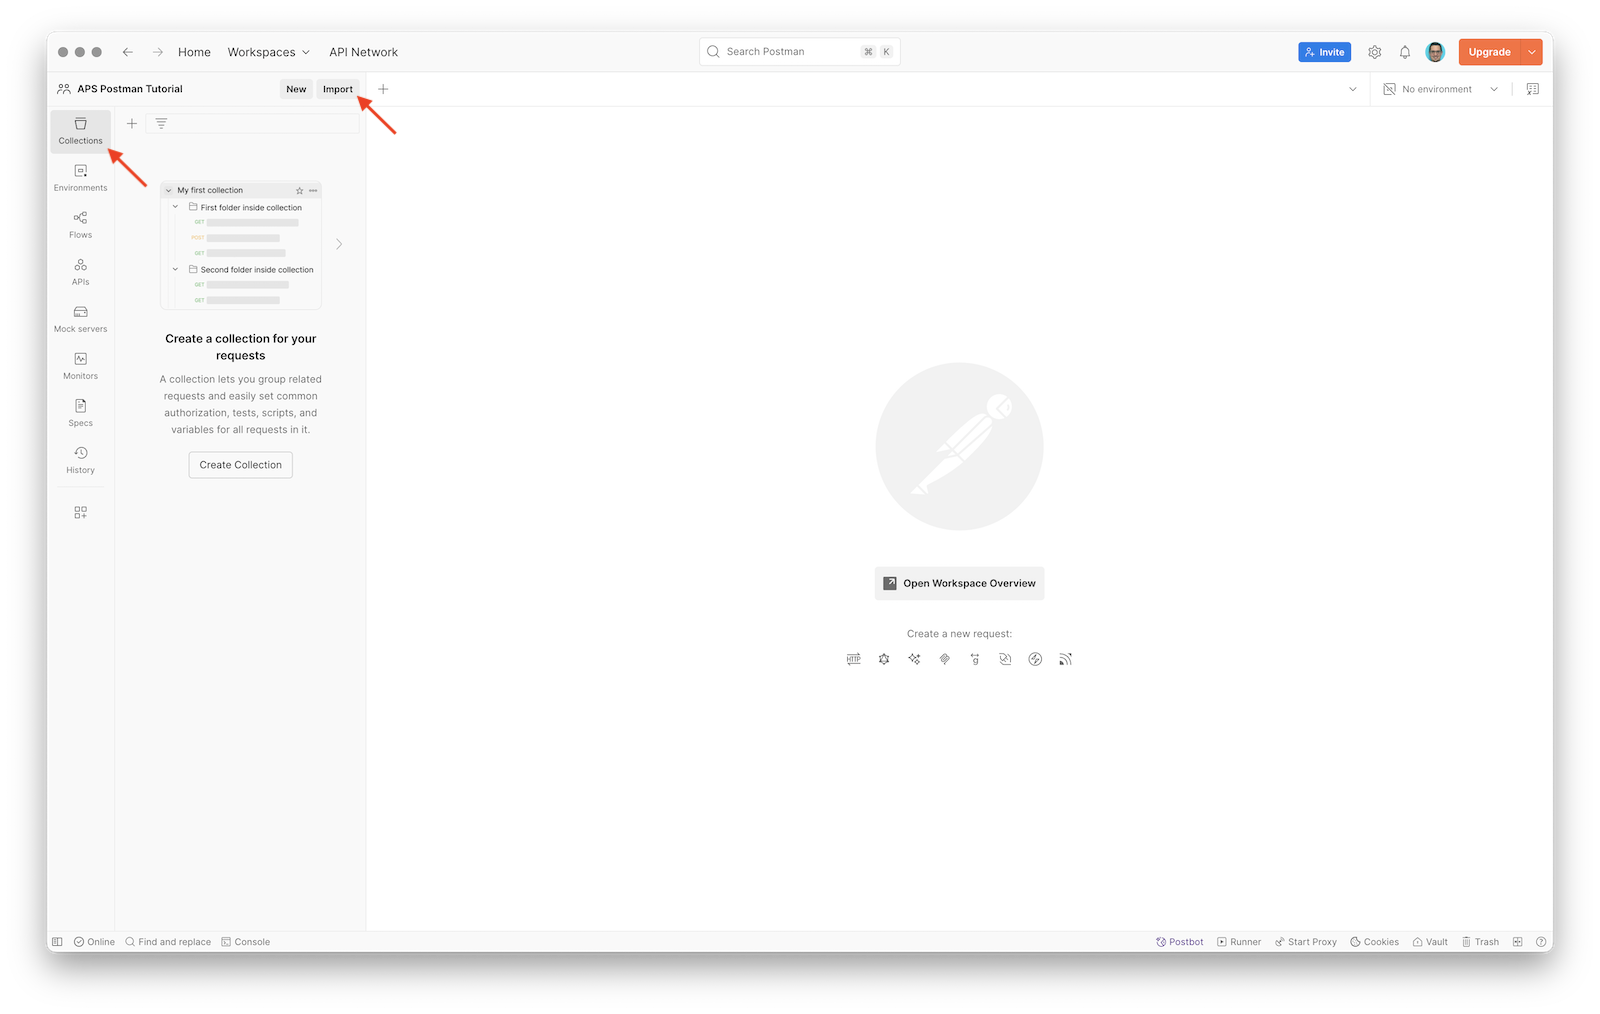 Home
Workspaces
API Network
Search Postman
⌘ K
Invite
Upgrade
APS Postman Tutorial
New
Import
No environment
Collections
Environments
Flows
APIs
Mock servers
Monitors
Specs
History
My first collection
First folder inside collection
GET
POST
GET
Second folder inside collection
GET
GET
Create a collection for your
requests
A collection lets you group related
requests and easily set common
authorization, tests, scripts, and
variables for all requests in it.
Create Collection
Open Workspace Overview
Create a new request:
HTTP
g
Online
Find and replace
Console
Postbot
Runner
Start Proxy
Cookies
Vault
Trash